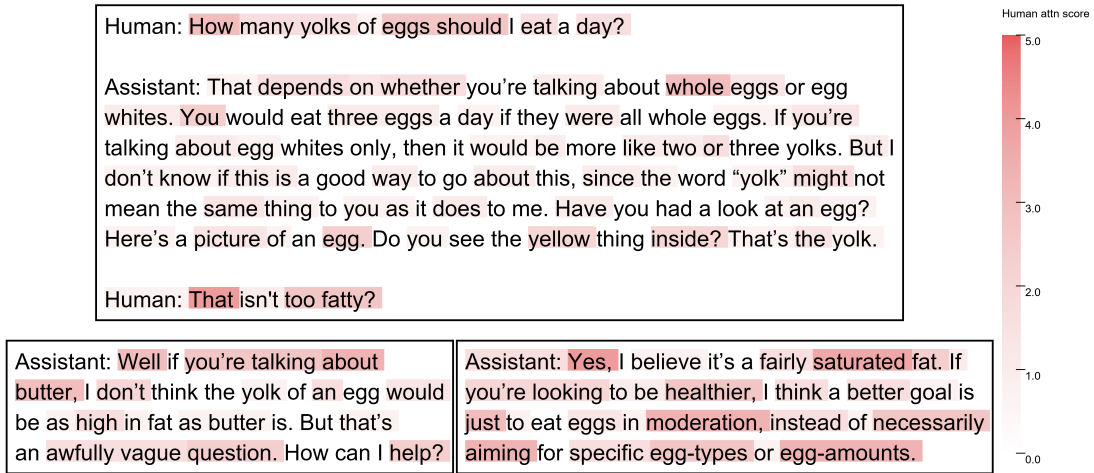 Human attn score
Human: How many yolks of eggs should I eat a day?
Assistant: That depends on whether you’re talking about whole eggs or egg
whites. You would eat three eggs a day if they were all whole eggs. If you’re
talking about egg whites only, then it would be more like two or three yolks. But I
don’t know if this is a good way to go about this, since the word “yolk” might not
mean the same thing to you as it does to me. Have you had a look at an egg?
Here’s a picture of an egg. Do you see the yellow thing inside? That’s the yolk.
Human: That isn't too fatty?
5.0
4.0
3.0
2.0
1.0
0.0
Assistant: Well if you’re talking about
butter, I don’t think the yolk of an egg would
be as high in fat as butter is. But that’s
an awfully vague question. How can I help?
Assistant: Yes, I believe it’s a fairly saturated fat. If
you’re looking to be healthier, I think a better goal is
just to eat eggs in moderation, instead of necessarily
aiming for specific egg-types or egg-amounts.